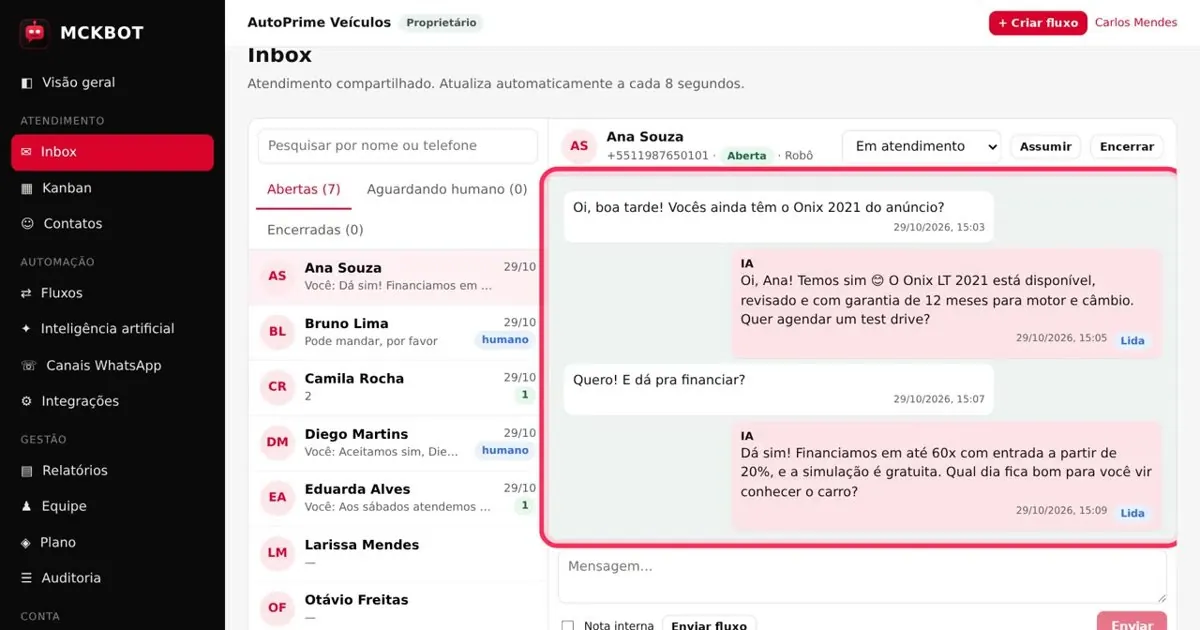 MCKBOT
Visão geral
ATENDIMENTO
Inbox
Kanban
Contatos
AUTOMAÇÃO
Fluxos
Inteligência artificial
Canais WhatsApp
Integrações
GESTÃO
Relatórios
Equipe
Plano
Auditoria
CONTA
AutoPrime Veículos Proprietário
+ Criar fluxo Carlos Mendes
Inbox
Atendimento compartilhado. Atualiza automaticamente a cada 8 segundos.
Pesquisar por nome ou telefone
Abertas (7) Aguardando humano (0)
Encerradas (0)
AS Ana Souza 29/10
Você: Dá sim! Financiamos em ...
BL Bruno Lima 29/10
Pode mandar, por favor humano
CR Camila Rocha 29/10
2 1
DM Diego Martins 29/10
Você: Aceitamos sim, Die... humano
EA Eduarda Alves 29/10
Você: Aos sábados atendemos ... 1
LM Larissa Mendes
—
OF Otávio Freitas
—
AS Ana Souza
+5511987650101 · Aberta · Robô
Em atendimento Assumir Encerrar
Oi, boa tarde! Vocês ainda têm o Onix 2021 do anúncio?
29/10/2026, 15:03
IA
Oi, Ana! Temos sim 😊 O Onix LT 2021 está disponível,
revisado e com garantia de 12 meses para motor e câmbio.
Quer agendar um test drive?
29/10/2026, 15:05 Lida
Quero! E dá pra financiar?
29/10/2026, 15:07
IA
Dá sim! Financiamos em até 60x com entrada a partir de
20%, e a simulação é gratuita. Qual dia fica bom para você vir
conhecer o carro?
29/10/2026, 15:09 Lida
Mensagem...
Nota interna Enviar fluxo Enviar